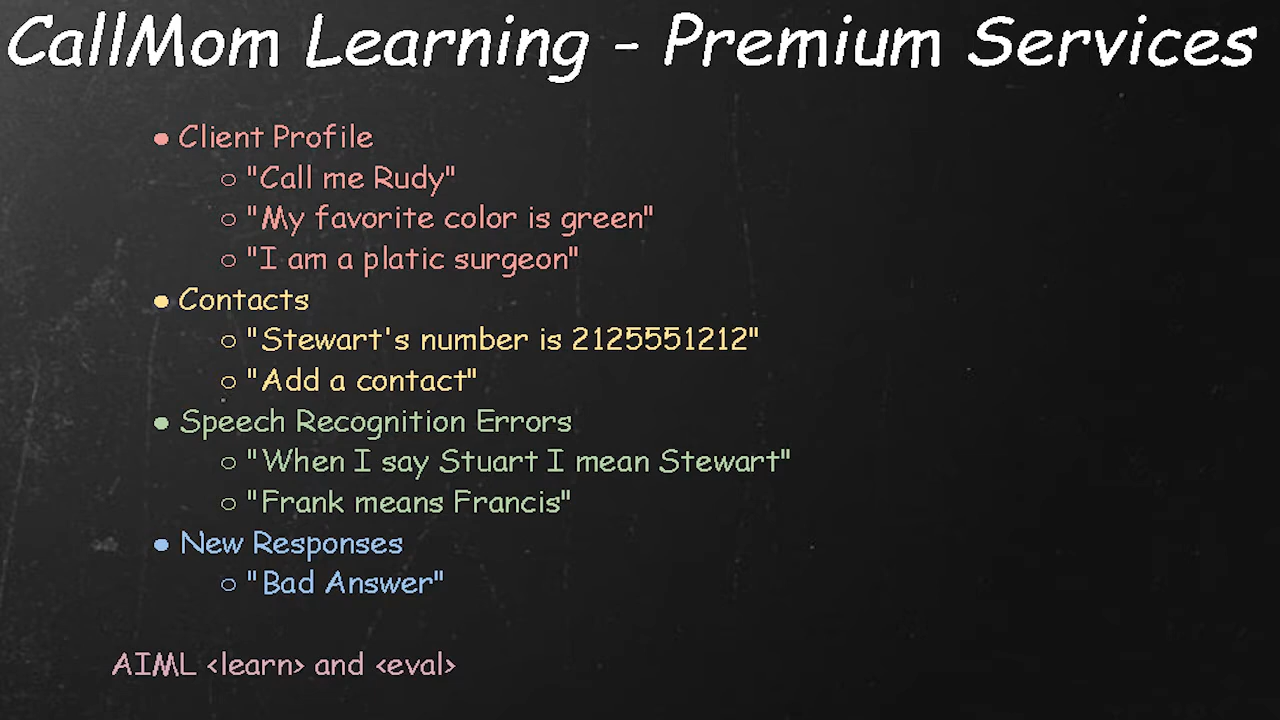 CallMom Learning - Premium Services
● Client Profile
○ "Call me Rudy"
○ "My favorite color is green"
○ "I am a platic surgeon"
● Contacts
○ "Stewart's number is 2125551212"
○ "Add a contact"
● Speech Recognition Errors
○ "When I say Stuart I mean Stewart"
○ "Frank means Francis"
● New Responses
○ "Bad Answer"
AIML <learn> and <eval>